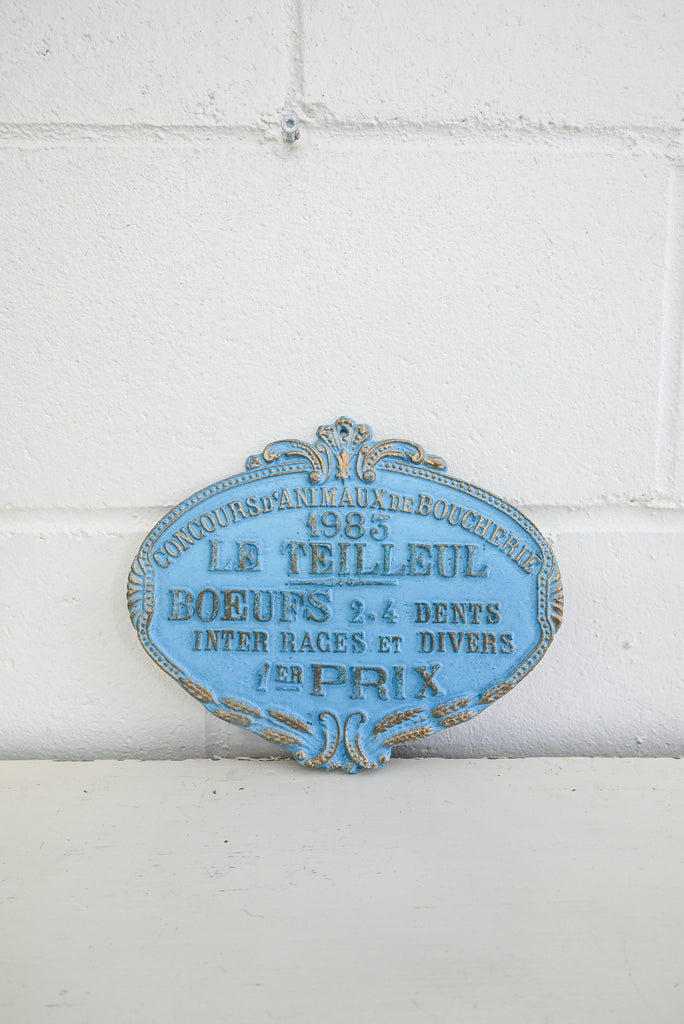 CONCOURS D'ANIMAUX DE BOUCHERIE
1983
LE TEILLEUL
BOEUFS 2.4 DENTS
INTER RACES ET DIVERS
1ER PRIX